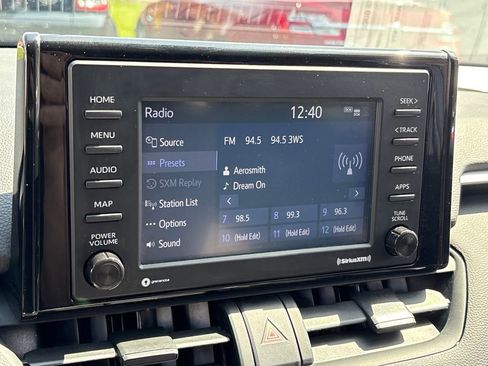 HOME
MENU
AUDIO
MAP
POWER
VOLUME
Radio 12:40
Source
Presets
SXM Replay
Station List
Options
Sound
FM 94.5 94.5 3WS
Aerosmith
Dream On
< >
7 98.5 8 99.3 9 96.3
10 (Hold Edit) 11 (Hold Edit) 12 (Hold Edit)
SEEK >
< TRACK
PHONE
APPS
TUNE
SCROLL
SiriusXM